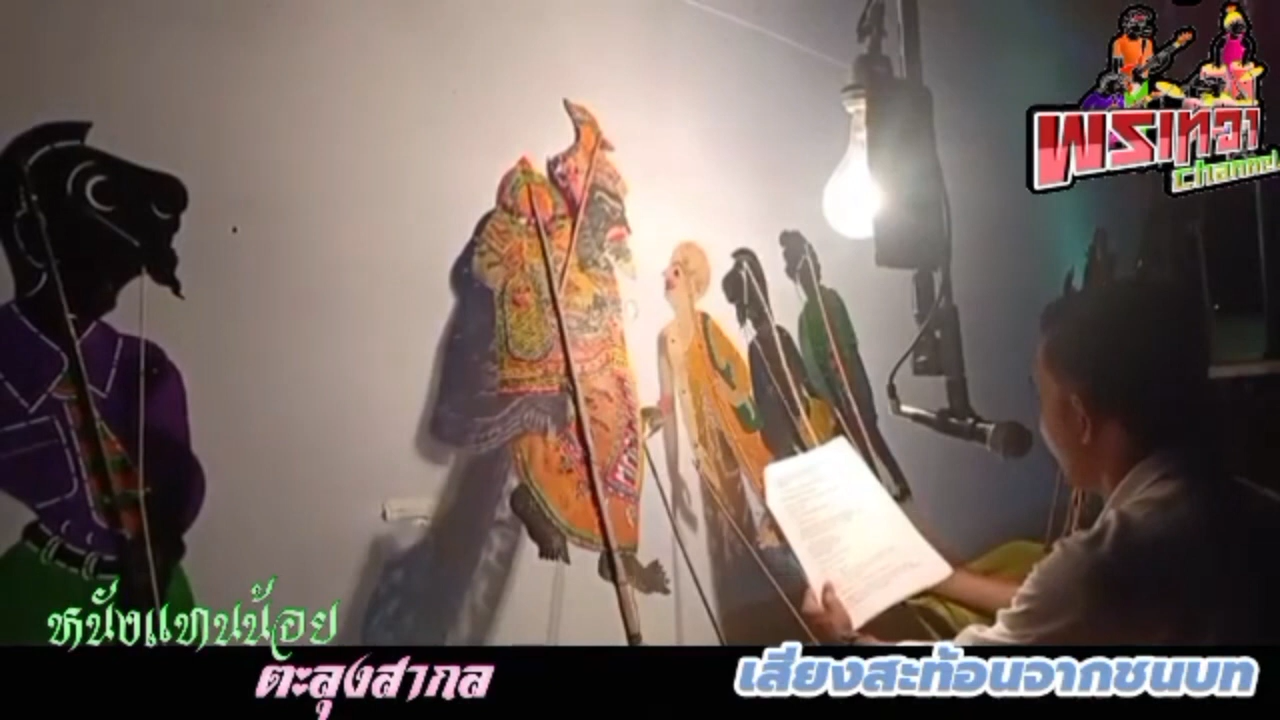 พรเทวา
Channel
หนังแทนน้อย
ตะลุงสากล
เสียงสะท้อนจากชนบท